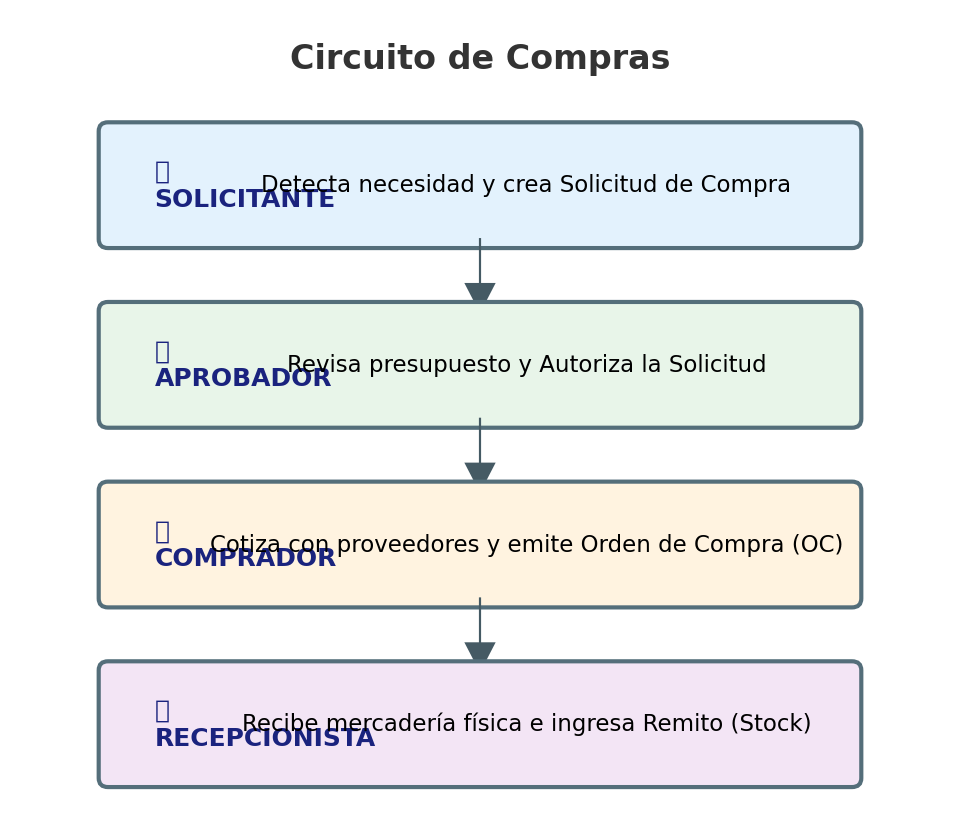 Circuito de Compras
Detecta necesidad y crea Solicitud de Compra
SOLICITANTE
Revisa presupuesto y Autoriza la Solicitud
APROBADOR
Cotiza con proveedores y emite Orden de Compra (OC)
COMPRADOR
Recibe mercadería física e ingresa Remito (Stock)
RECEPCIONISTA